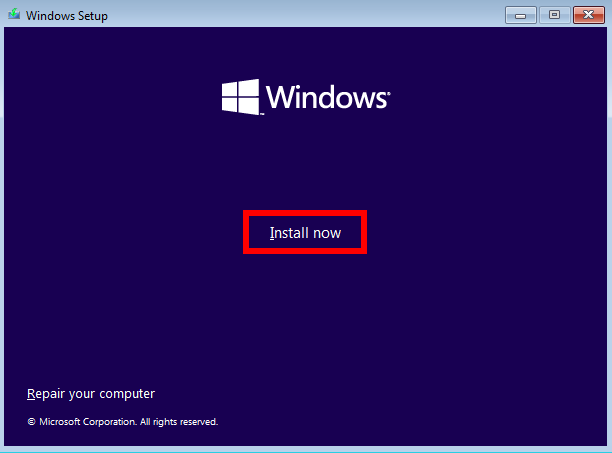 Windows Setup
Windows®
Install now
Repair your computer
© Microsoft Corporation. All rights reserved.